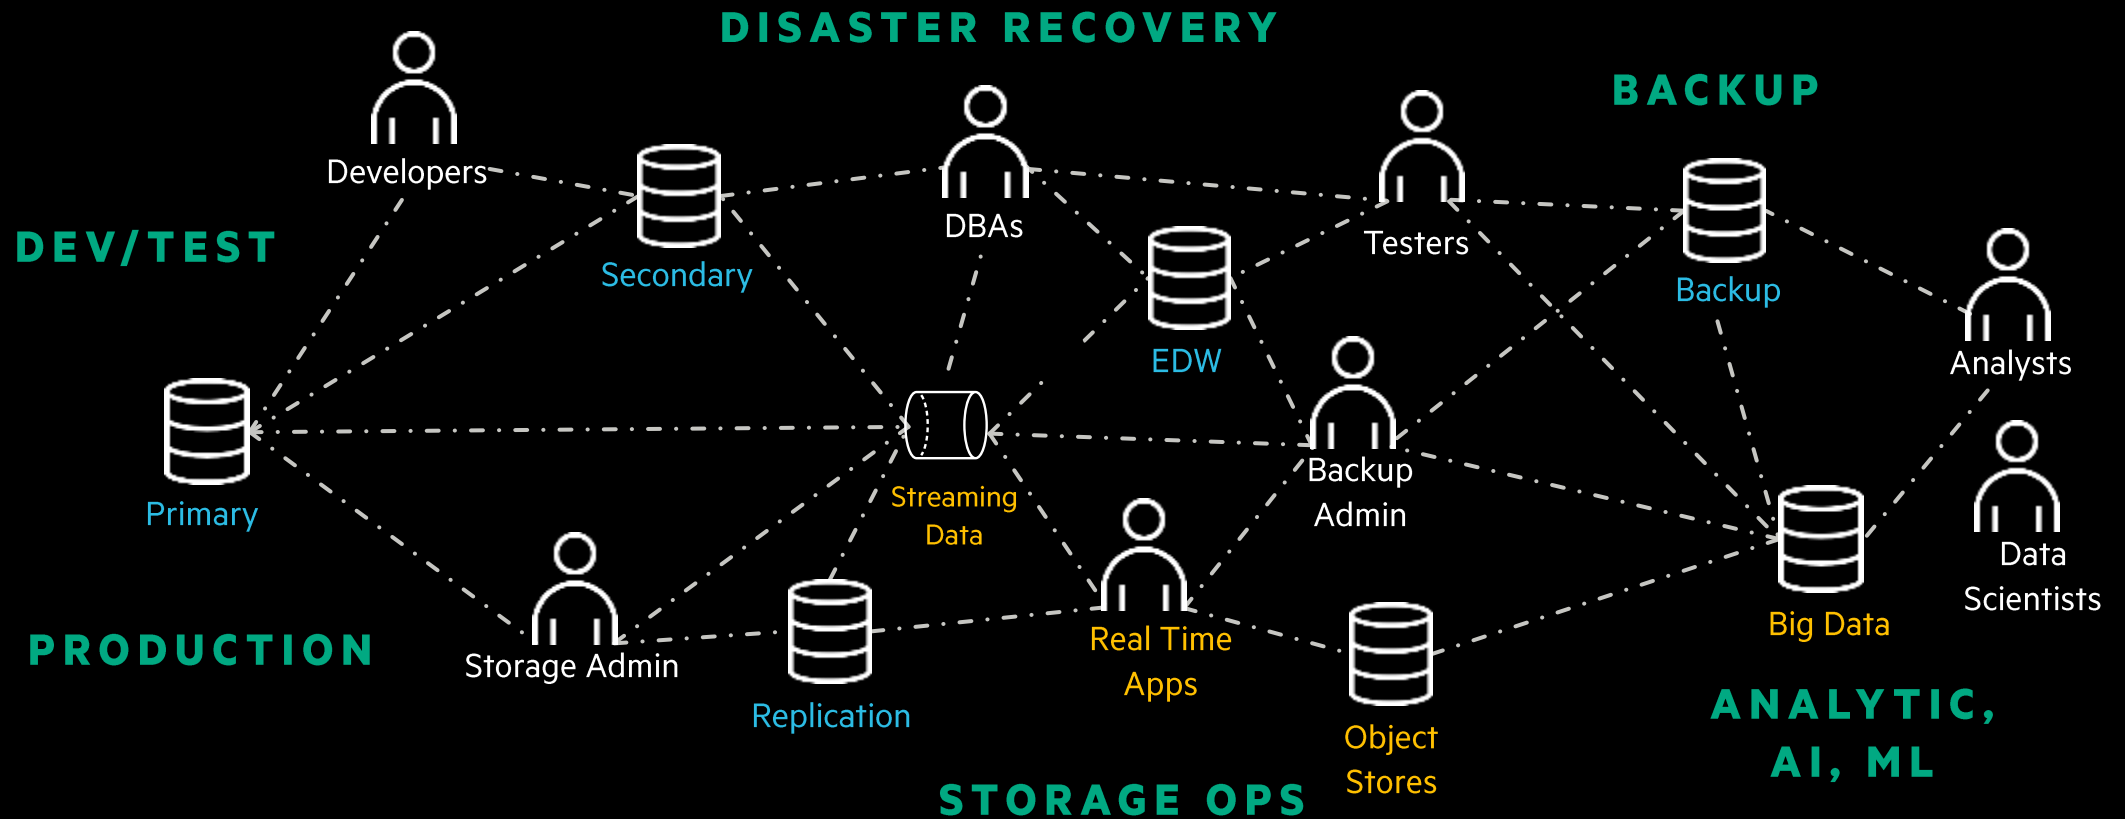 DISASTER RECOVERY
BACKUP
Developers
DBAs
Testers
DEV/TEST
Secondary
Backup
EDW
Analysts
Primary
Streaming
Data
Backup
Admin
Data
Scientists
PRODUCTION
Storage Admin
Replication
Real Time
Apps
Big Data
Object
Stores
ANALYTIC,
AI, ML
STORAGE OPS